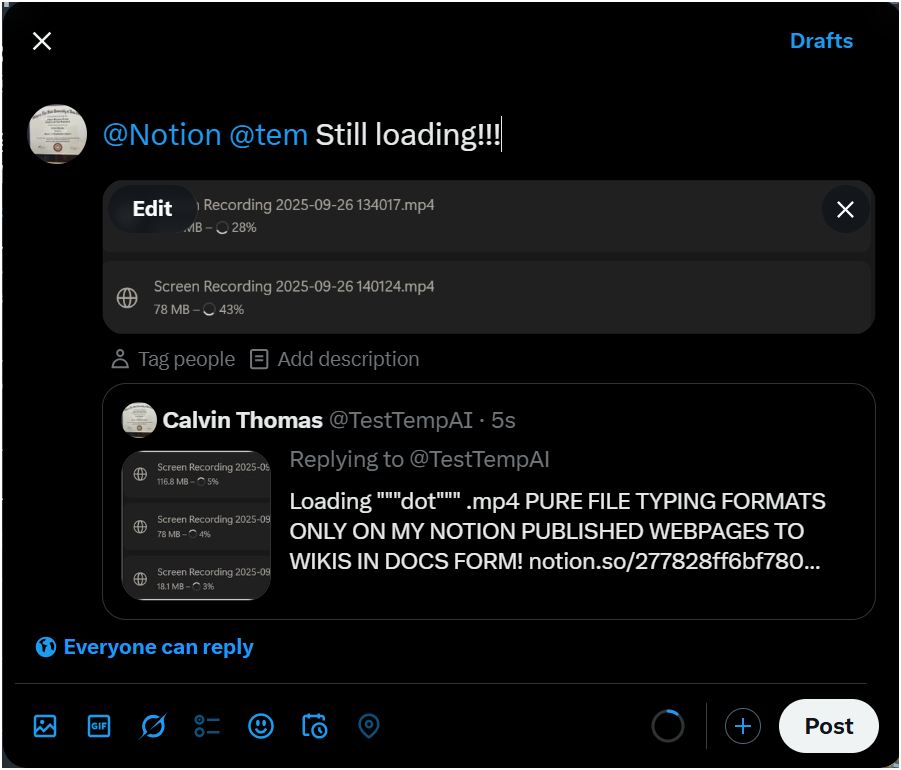 Drafts
@Notion @tem Still loading!!!
Edit
Recording 2025-09-26 134017.mp4
MB – 28%
Screen Recording 2025-09-26 140124.mp4
78 MB – 43%
Tag people Add description
Calvin Thomas @TestTempAI · 5s
Replying to @TestTempAI
Screen Recording 2025-09
116.8 MB – 5%
Screen Recording 2025-09
78 MB – 4%
Screen Recording 2025-09
18.1 MB – 3%
Loading """dot""" .mp4 PURE FILE TYPING FORMATS
ONLY ON MY NOTION PUBLISHED WEBPAGES TO
WIKIS IN DOCS FORM! notion.so/277828ff6bf780...
Everyone can reply
GIF
Post